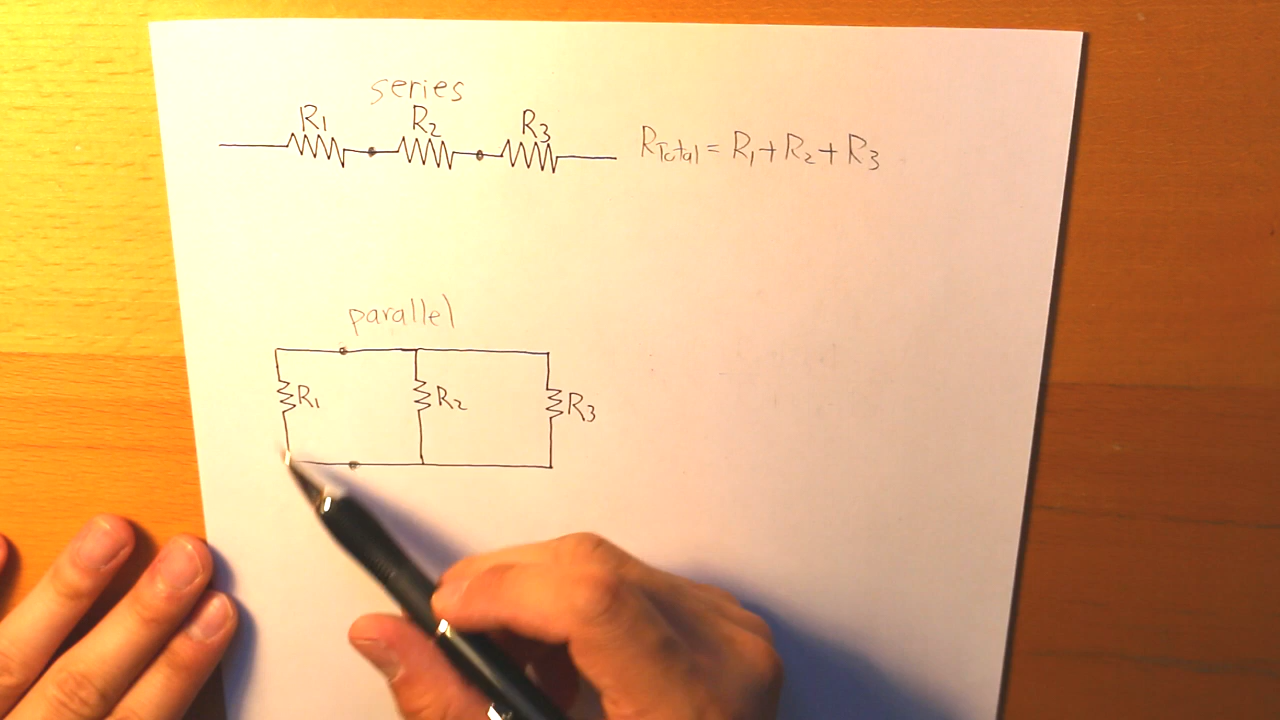 series
R1 R2 R3
RTotal = R1 + R2 + R3
parallel
R1 R2 R3